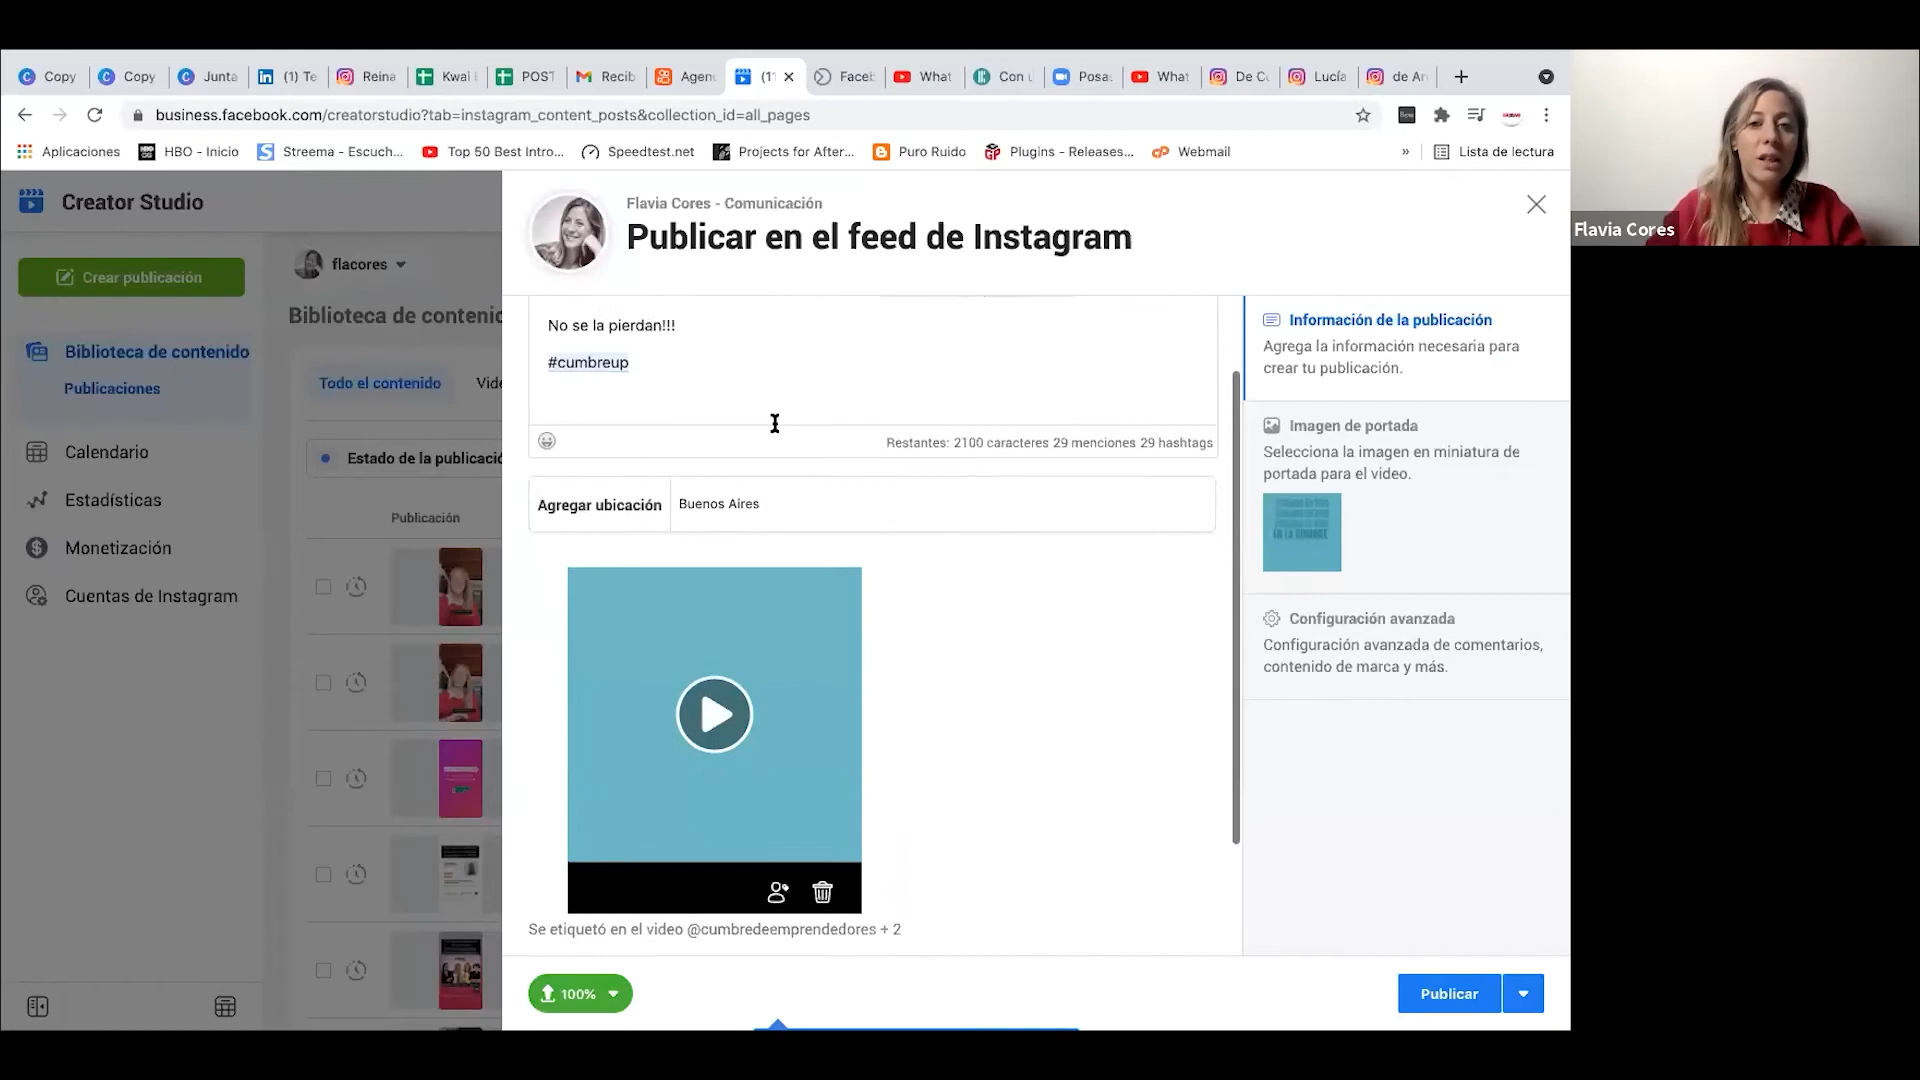 Copy
Copy
Junta
(1) Te
Reina
Kwai
POST
Recib
Agen
(1
Faceb
What
Con
Posa
What
De C
Lucía
de Ar
business.facebook.com/creatorstudio?tab=instagram_content_posts&collection_id=all_pages
Aplicaciones
HBO - Inicio
Streema - Escuch...
Top 50 Best Intro...
Speedtest.net
Projects for After...
Puro Ruido
Plugins - Releases...
Webmail
»
Lista de lectura
Creator Studio
Crear publicación
Biblioteca de contenido
Publicaciones
Calendario
Estadísticas
Monetización
Cuentas de Instagram
flacores
Biblioteca de contenic
Todo el contenido
Vide
Estado de la publicació
Publicación
Flavia Cores - Comunicación
Publicar en el feed de Instagram
No se la pierdan!!!
#cumbreup
Restantes: 2100 caracteres 29 menciones 29 hashtags
Agregar ubicación
Buenos Aires
Se etiquetó en el video @cumbredeemprendedores + 2
100%
Información de la publicación
Agrega la información necesaria para
crear tu publicación.
Imagen de portada
Selecciona la imagen en miniatura de
portada para el video.
EN LA CUMBRE
Configuración avanzada
Configuración avanzada de comentarios,
contenido de marca y más.
Publicar
Flavia Cores